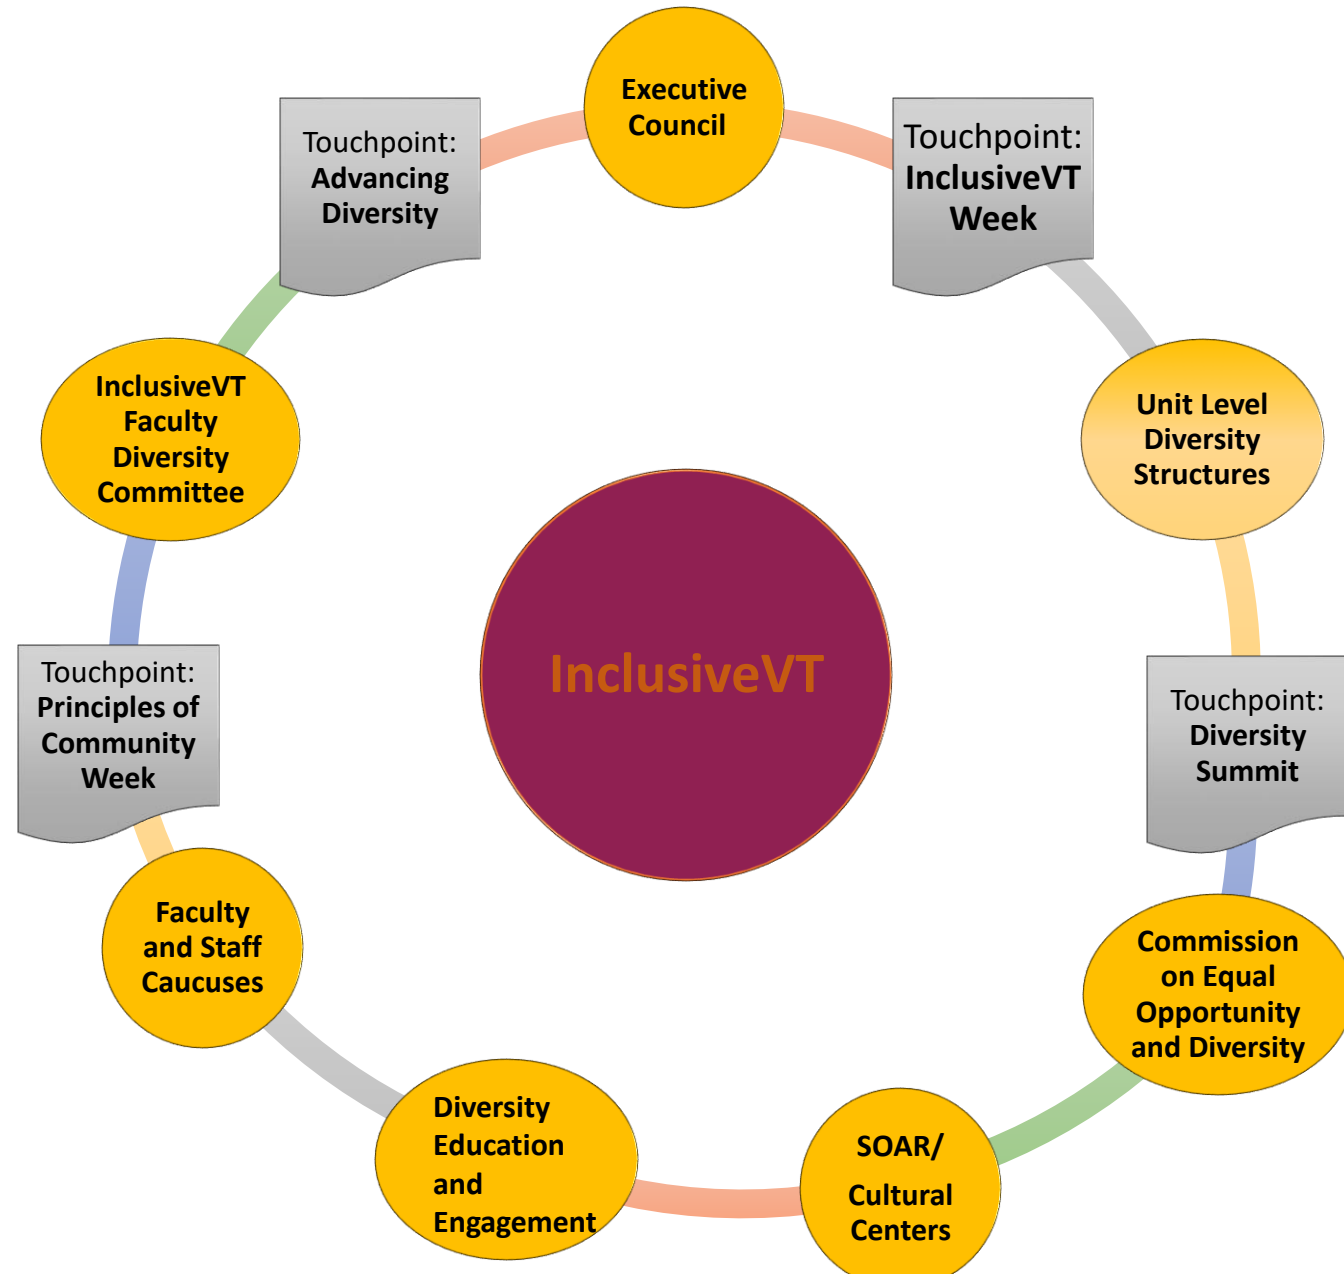 Executive
Council
Touchpoint:
InclusiveVT
Week
Unit Level
Diversity
Structures
Touchpoint:
Diversity
Summit
Commission
on Equal
Opportunity
and Diversity
SOAR/
Cultural
Centers
Diversity
Education
and
Engagement
Faculty
and Staff
Caucuses
Touchpoint:
Principles of
Community
Week
InclusiveVT
Faculty
Diversity
Committee
Touchpoint:
Advancing
Diversity
InclusiveVT